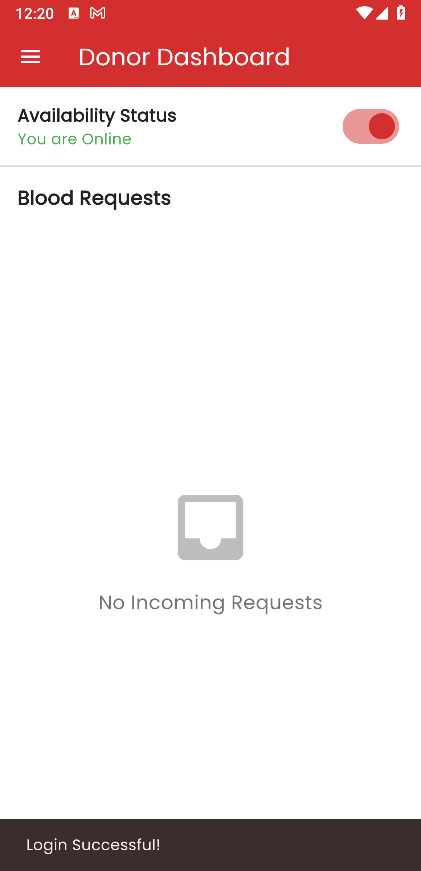 12:20
Donor Dashboard
Availability Status
You are Online
Blood Requests
No Incoming Requests
Login Successful!